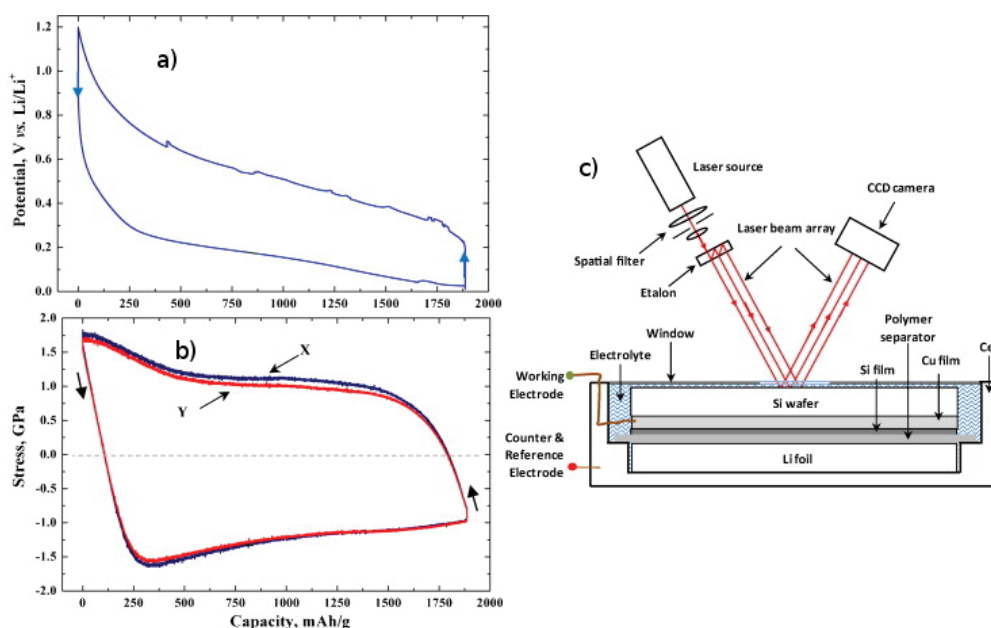 a)
1.2
1.0
0.8
0.6
0.4
0.2
0.0
Potential, V vs. Li/Li+
0 250 500 750 1000 1250 1500 1750 2000
b)
2.0
1.5
1.0
0.5
0.0
-0.5
-1.0
-1.5
-2.0
Stress, GPa
X
Y
0 250 500 750 1000 1250 1500 1750 2000
Capacity, mAh/g
c)
Laser source
CCD camera
Laser beam array
Spatial filter
Etalon
Polymer
separator
Window
Cu film
Electrolyte
Si film
Ce
Working
Electrode
Si wafer
Counter &
Reference
Electrode
Li foil